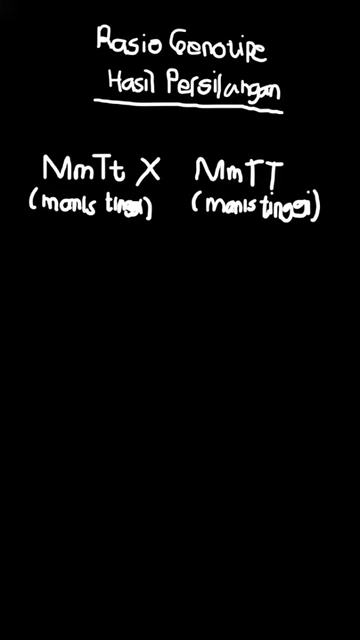 Rasio Genotipe
Hasil Persilangan
MmTt X MmTT
(manis tinggi) (manis tinggi)